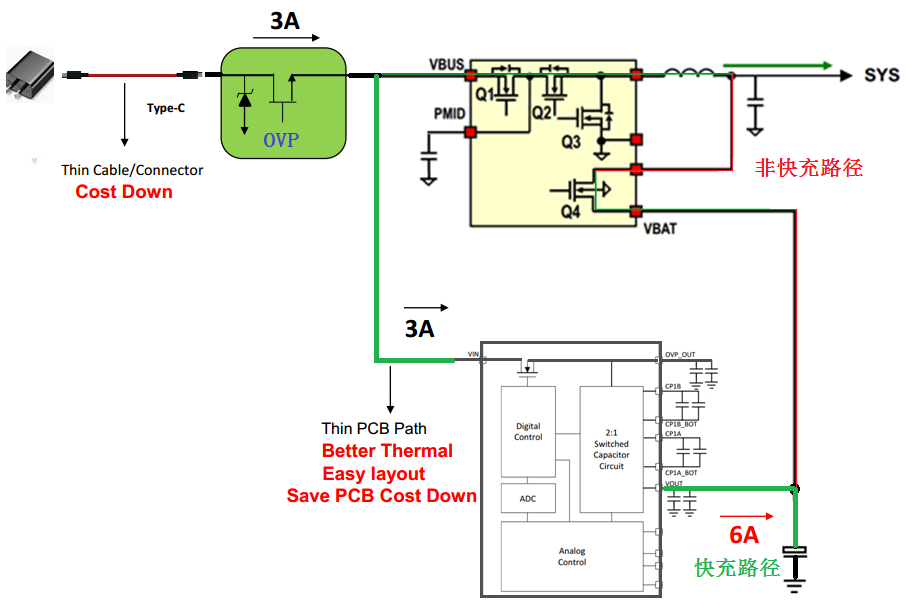 3A
VBUS
Q1
Q2
SYS
Type-C
OVP
PMID
Q3
Thin Cable/Connector
Cost Down
非快充路径
Q4
VBAT
3A
VIN
OVP_OUT
CP1B
Thin PCB Path
Better Thermal
Easy layout
Save PCB Cost Down
Digital
Control
2:1
Switched
Capacitor
Circuit
CP1B_BOT
CP1A
CP1A_BOT
VOUT
ADC
6A
Analog
Control
快充路径